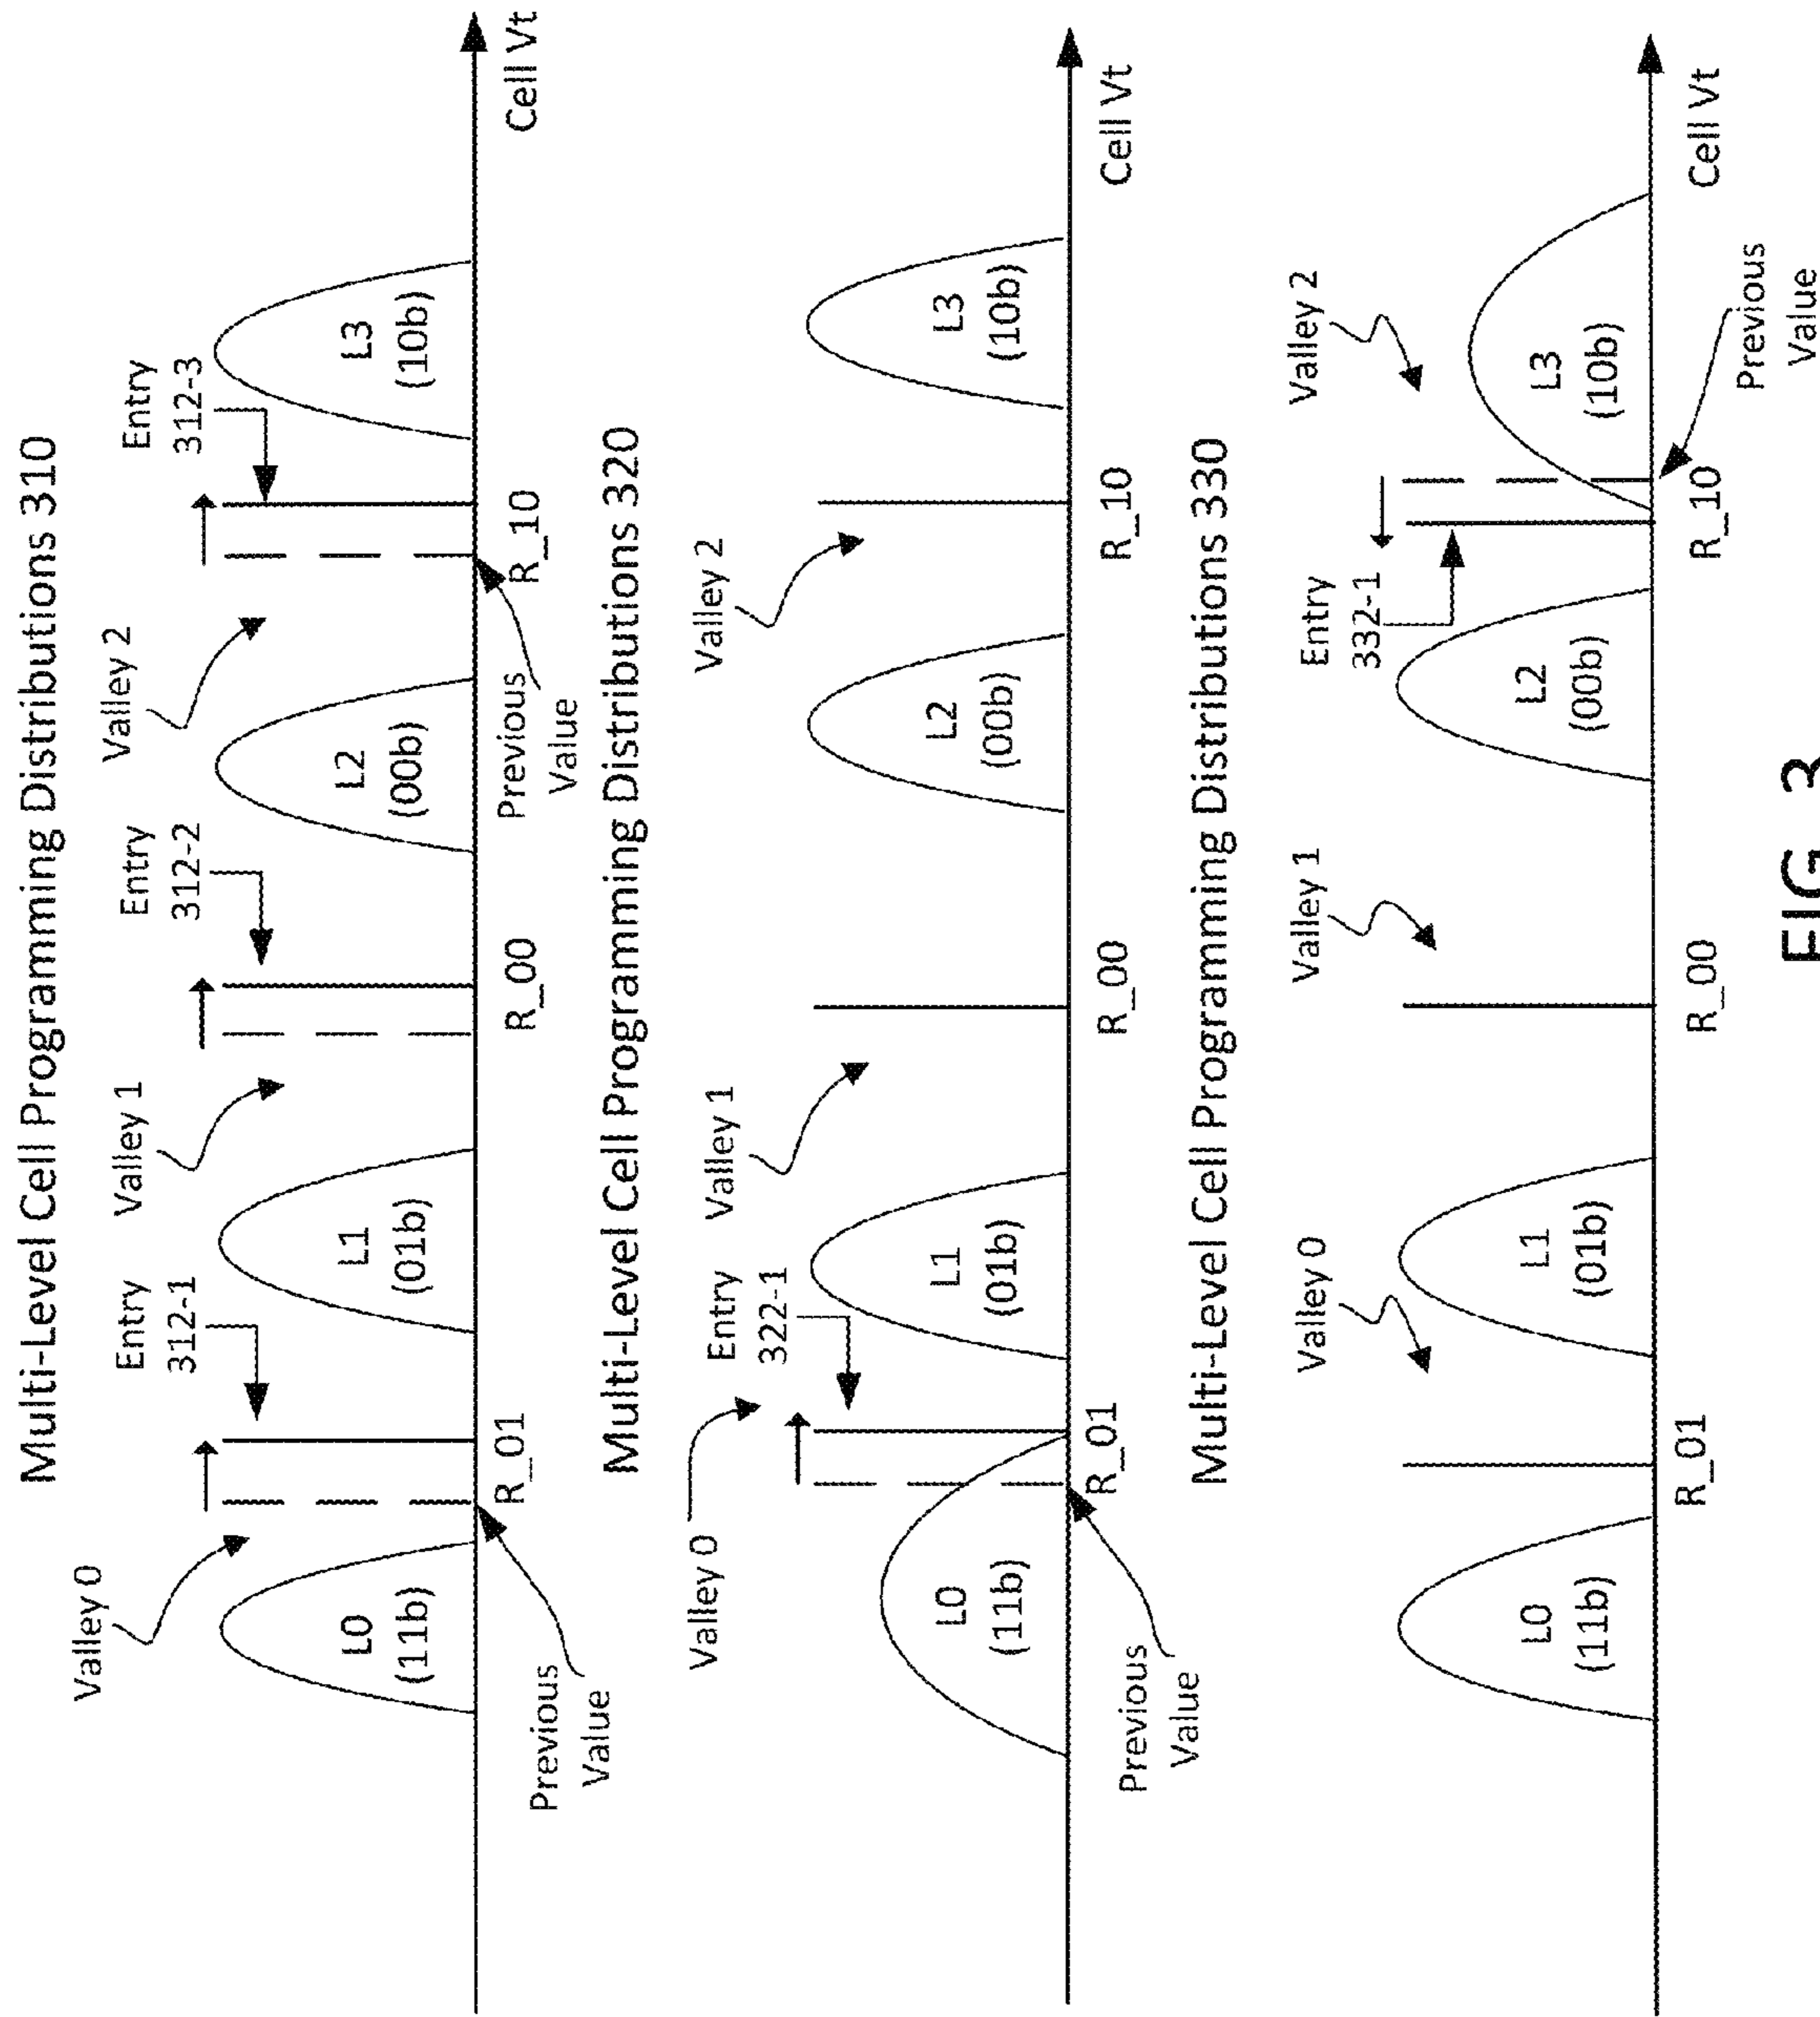 Multi-Level Cell Programming Distributions 310
Valley 0
Entry
312-1
Valley 1
Entry
312-2
Valley 2
Entry
312-3
L0
(11b)
L1
(01b)
L2
(00b)
L3
(10b)
R_01
R_00
R_10
Cell Vt
Previous
Value
Previous
Value
Multi-Level Cell Programming Distributions 320
Valley 0
Entry
322-1
Valley 1
Valley 2
L0
(11b)
L1
(01b)
L2
(00b)
L3
(10b)
R_01
R_00
R_10
Cell Vt
Previous
Value
Multi-Level Cell Programming Distributions 330
Valley 0
Valley 1
Entry
332-1
Valley 2
L0
(11b)
L1
(01b)
L2
(00b)
L3
(10b)
R_01
R_00
R_10
Cell Vt
Previous
Value
FIG. 3